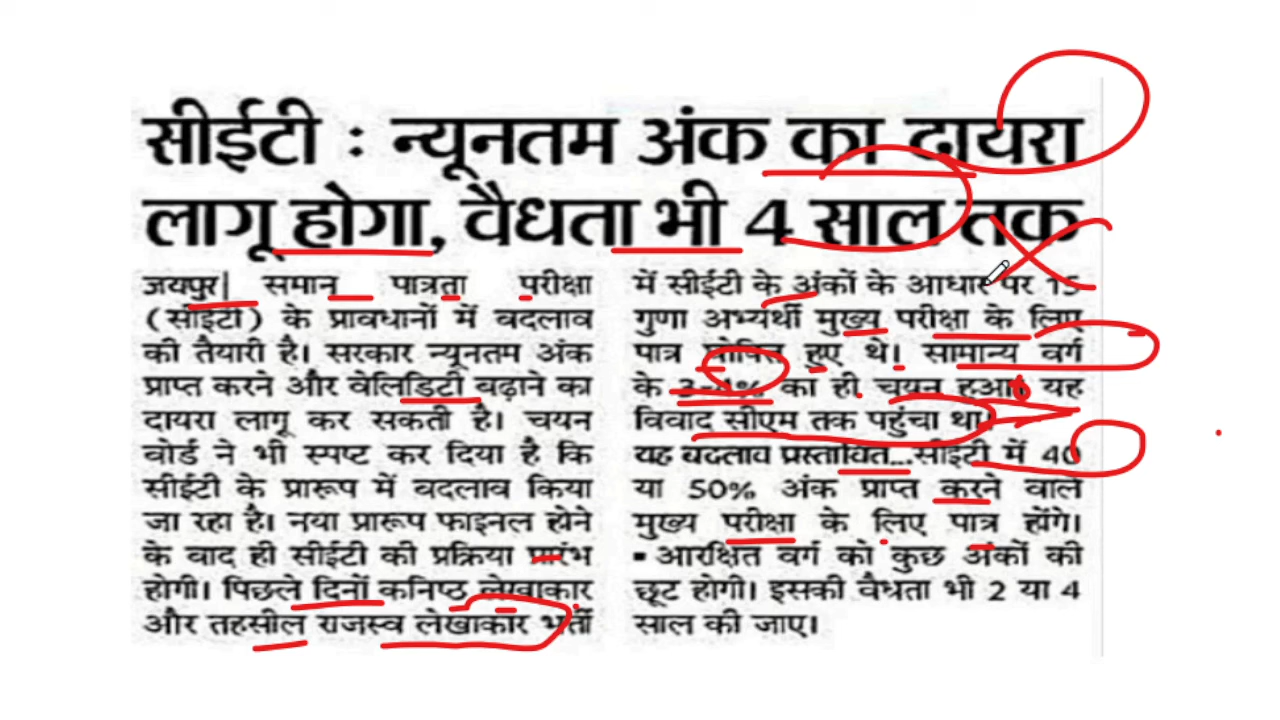 सीईटी : न्यूनतम अंक का दायरा
लागू होगा, वैधता भी 4 साल तक
जयपुर| समान पात्रता परीक्षा
(सीईटी) के प्रावधानों में बदलाव
की तैयारी है। सरकार न्यूनतम अंक
प्राप्त करने और वेलिडिटी बढ़ाने का
दायरा लागू कर सकती है। चयन
बोर्ड ने भी स्पष्ट कर दिया है कि
सीईटी के प्रारूप में बदलाव किया
जा रहा है। नया प्रारूप फाइनल होने
के बाद ही सीईटी की प्रक्रिया प्रारंभ
होगी। पिछले दिनों कनिष्ठ लेखाकार
और तहसील राजस्व लेखाकार भर्ती
में सीईटी के अंकों के आधार पर 15
गुणा अभ्यर्थी मुख्य परीक्षा के लिए
पात्र घोषित हुए थे। सामान्य वर्ग
के 3-4% का ही चयन हुआ। यह
विवाद सीएम तक पहुंचा था।
यह बदलाव प्रस्तावित...सीईटी में 40
या 50% अंक प्राप्त करने वाले
मुख्य परीक्षा के लिए पात्र होंगे।
▪ आरक्षित वर्ग को कुछ अंकों की
छूट होगी। इसकी वैधता भी 2 या 4
साल की जाए।